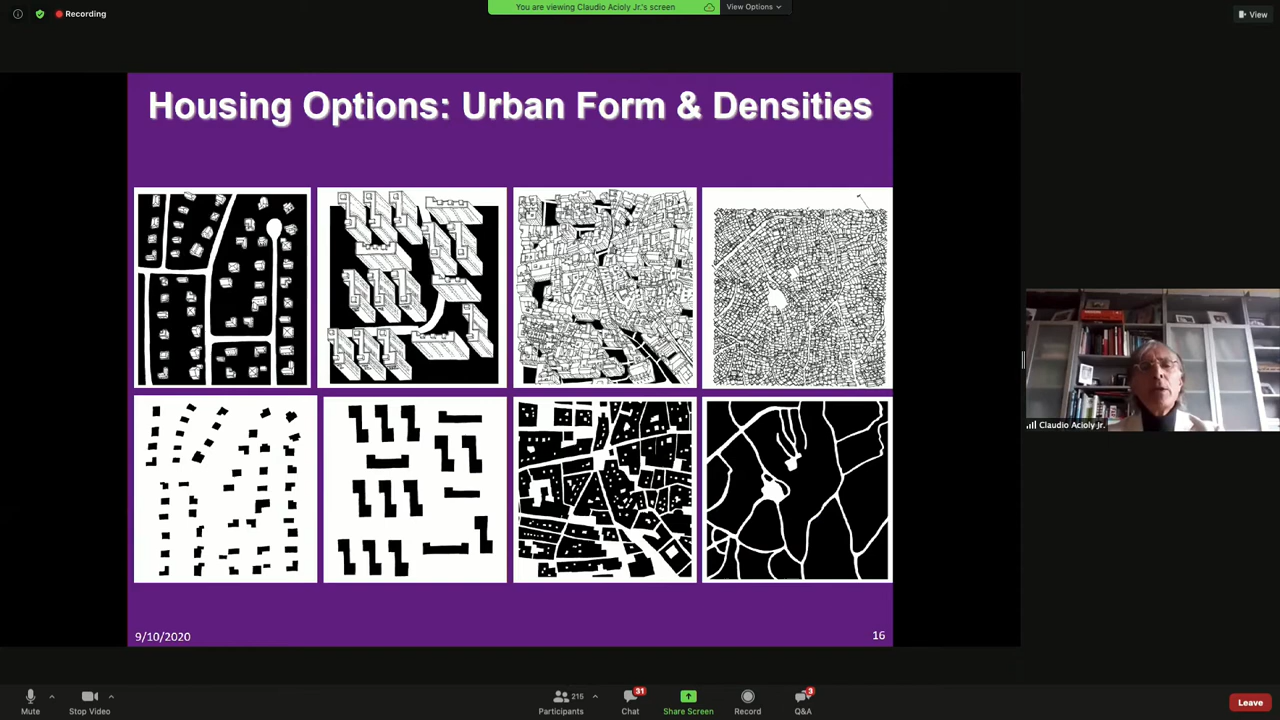 Recording
You are viewing Claudio Acioly Jr.'s screen
View Options
View
Housing Options: Urban Form & Densities
Claudio Acioly Jr.
9/10/2020
16
Mute
Stop Video
215
Participants
31
Chat
Share Screen
Record
3
Q&A
Leave